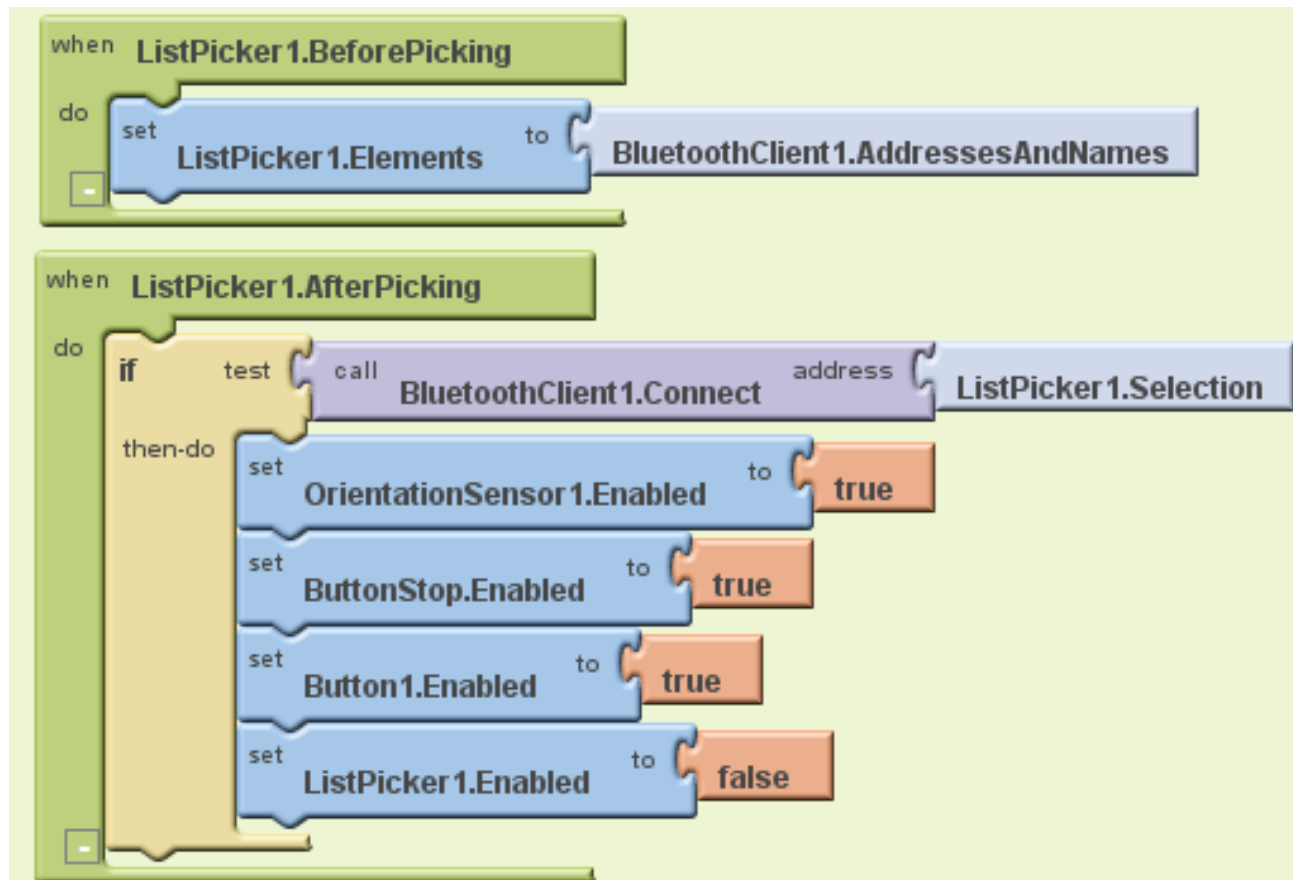 when ListPicker1.BeforePicking
do set ListPicker1.Elements to BluetoothClient1.AddressesAndNames
-
when ListPicker1.AfterPicking
do if test call BluetoothClient1.Connect address ListPicker1.Selection
then-do set OrientationSensor1.Enabled to true
set ButtonStop.Enabled to true
set Button1.Enabled to true
set ListPicker1.Enabled to false
-